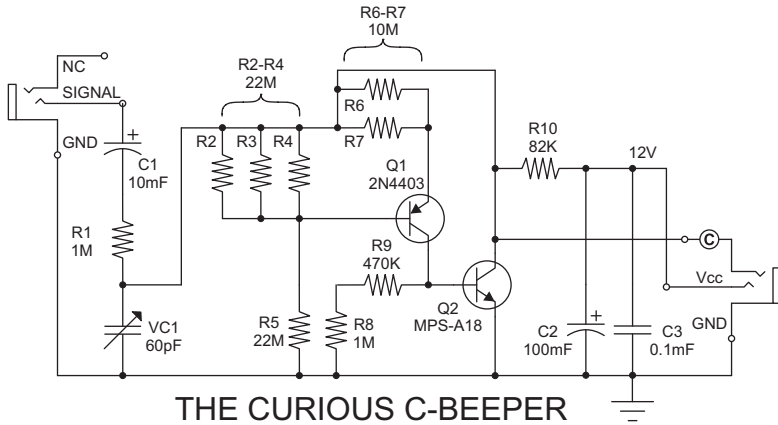 R6-R7
10M
NC
R2-R4
22M
SIGNAL
R6
R10
82K
GND
+
R2
R3
R4
R7
12V
C1
10mF
Q1
2N4403
R1
1M
R9
470K
C
Vcc
VC1
60pF
R5
22M
R8
1M
Q2
MPS-A18
+
C2
100mF
C3
0.1mF
GND
THE CURIOUS C-BEEPER